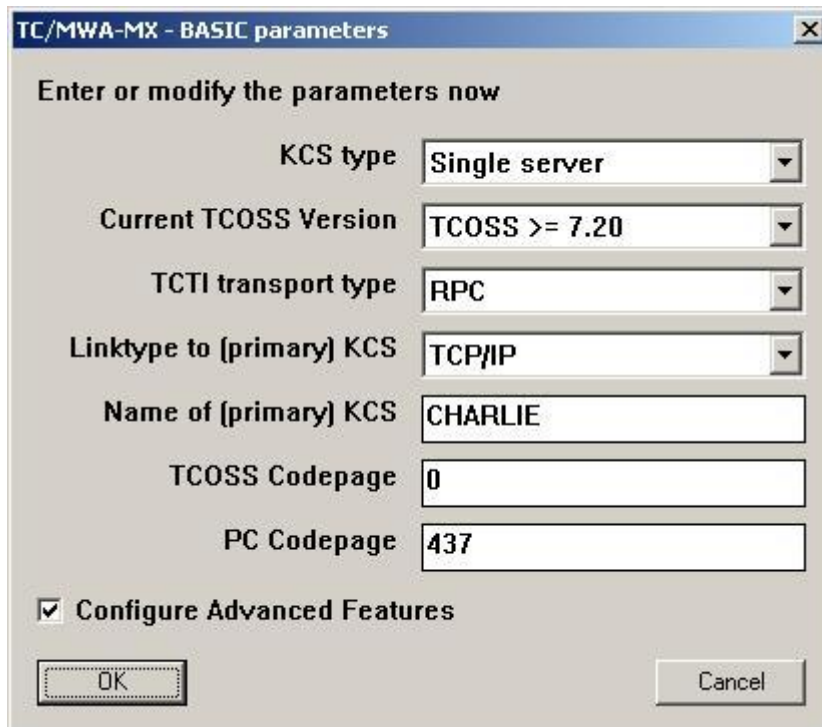 TC/MWA-MX - BASIC parameters
Enter or modify the parameters now
KCS type Single server
Current TCOSS Version TCOSS >= 7.20
TCTI transport type RPC
Linktype to (primary) KCS TCP/IP
Name of (primary) KCS CHARLIE
TCOSS Codepage 0
PC Codepage 437
Configure Advanced Features
OK Cancel